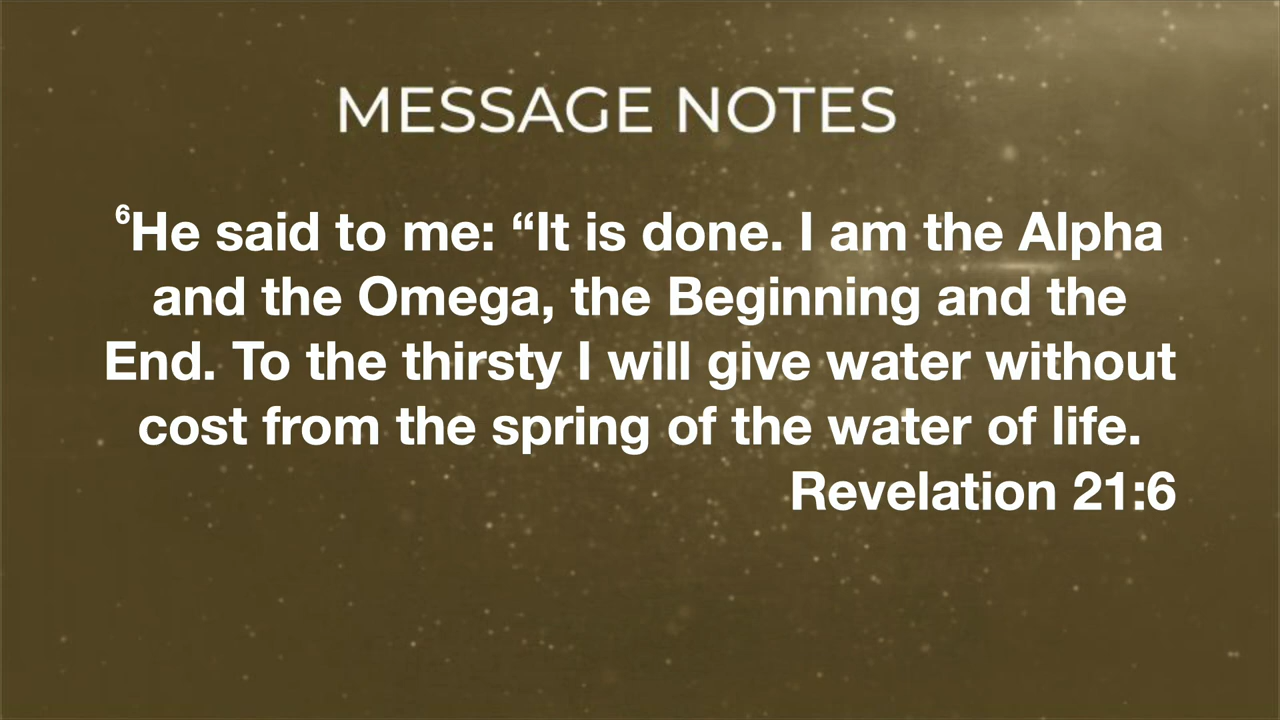 MESSAGE NOTES
⁶He said to me: “It is done. I am the Alpha
and the Omega, the Beginning and the
End. To the thirsty I will give water without
cost from the spring of the water of life.
Revelation 21:6